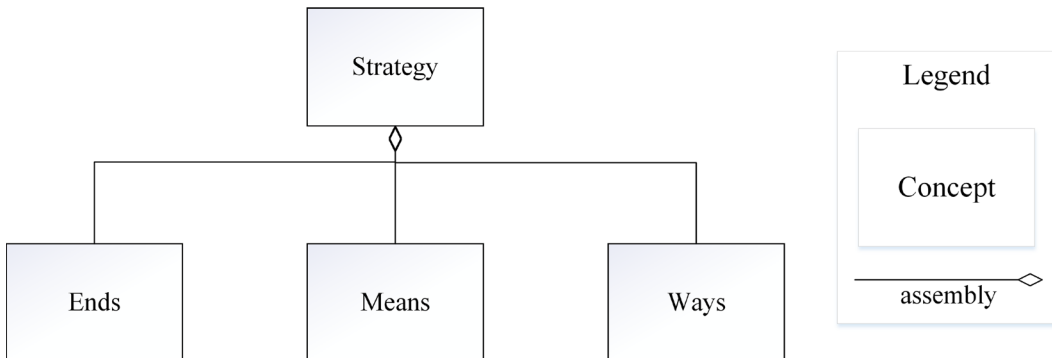 Strategy
Ends
Means
Ways
Legend
Concept
assembly